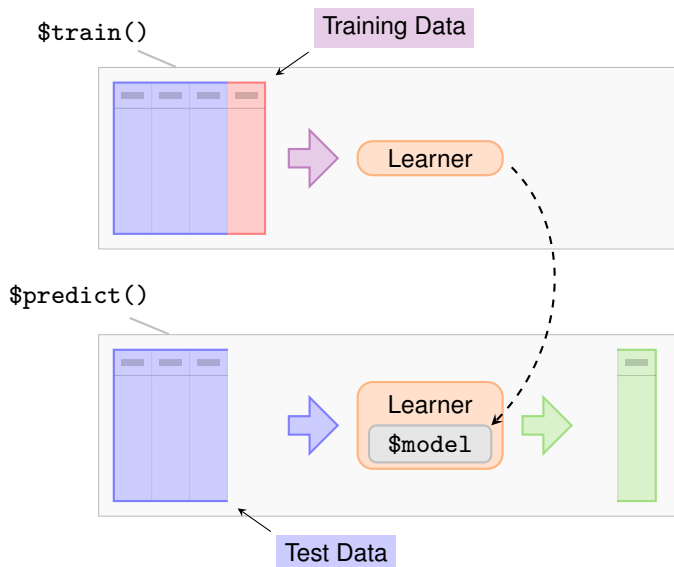 Training Data
$train()
Learner
$predict()
Learner
$model
Test Data